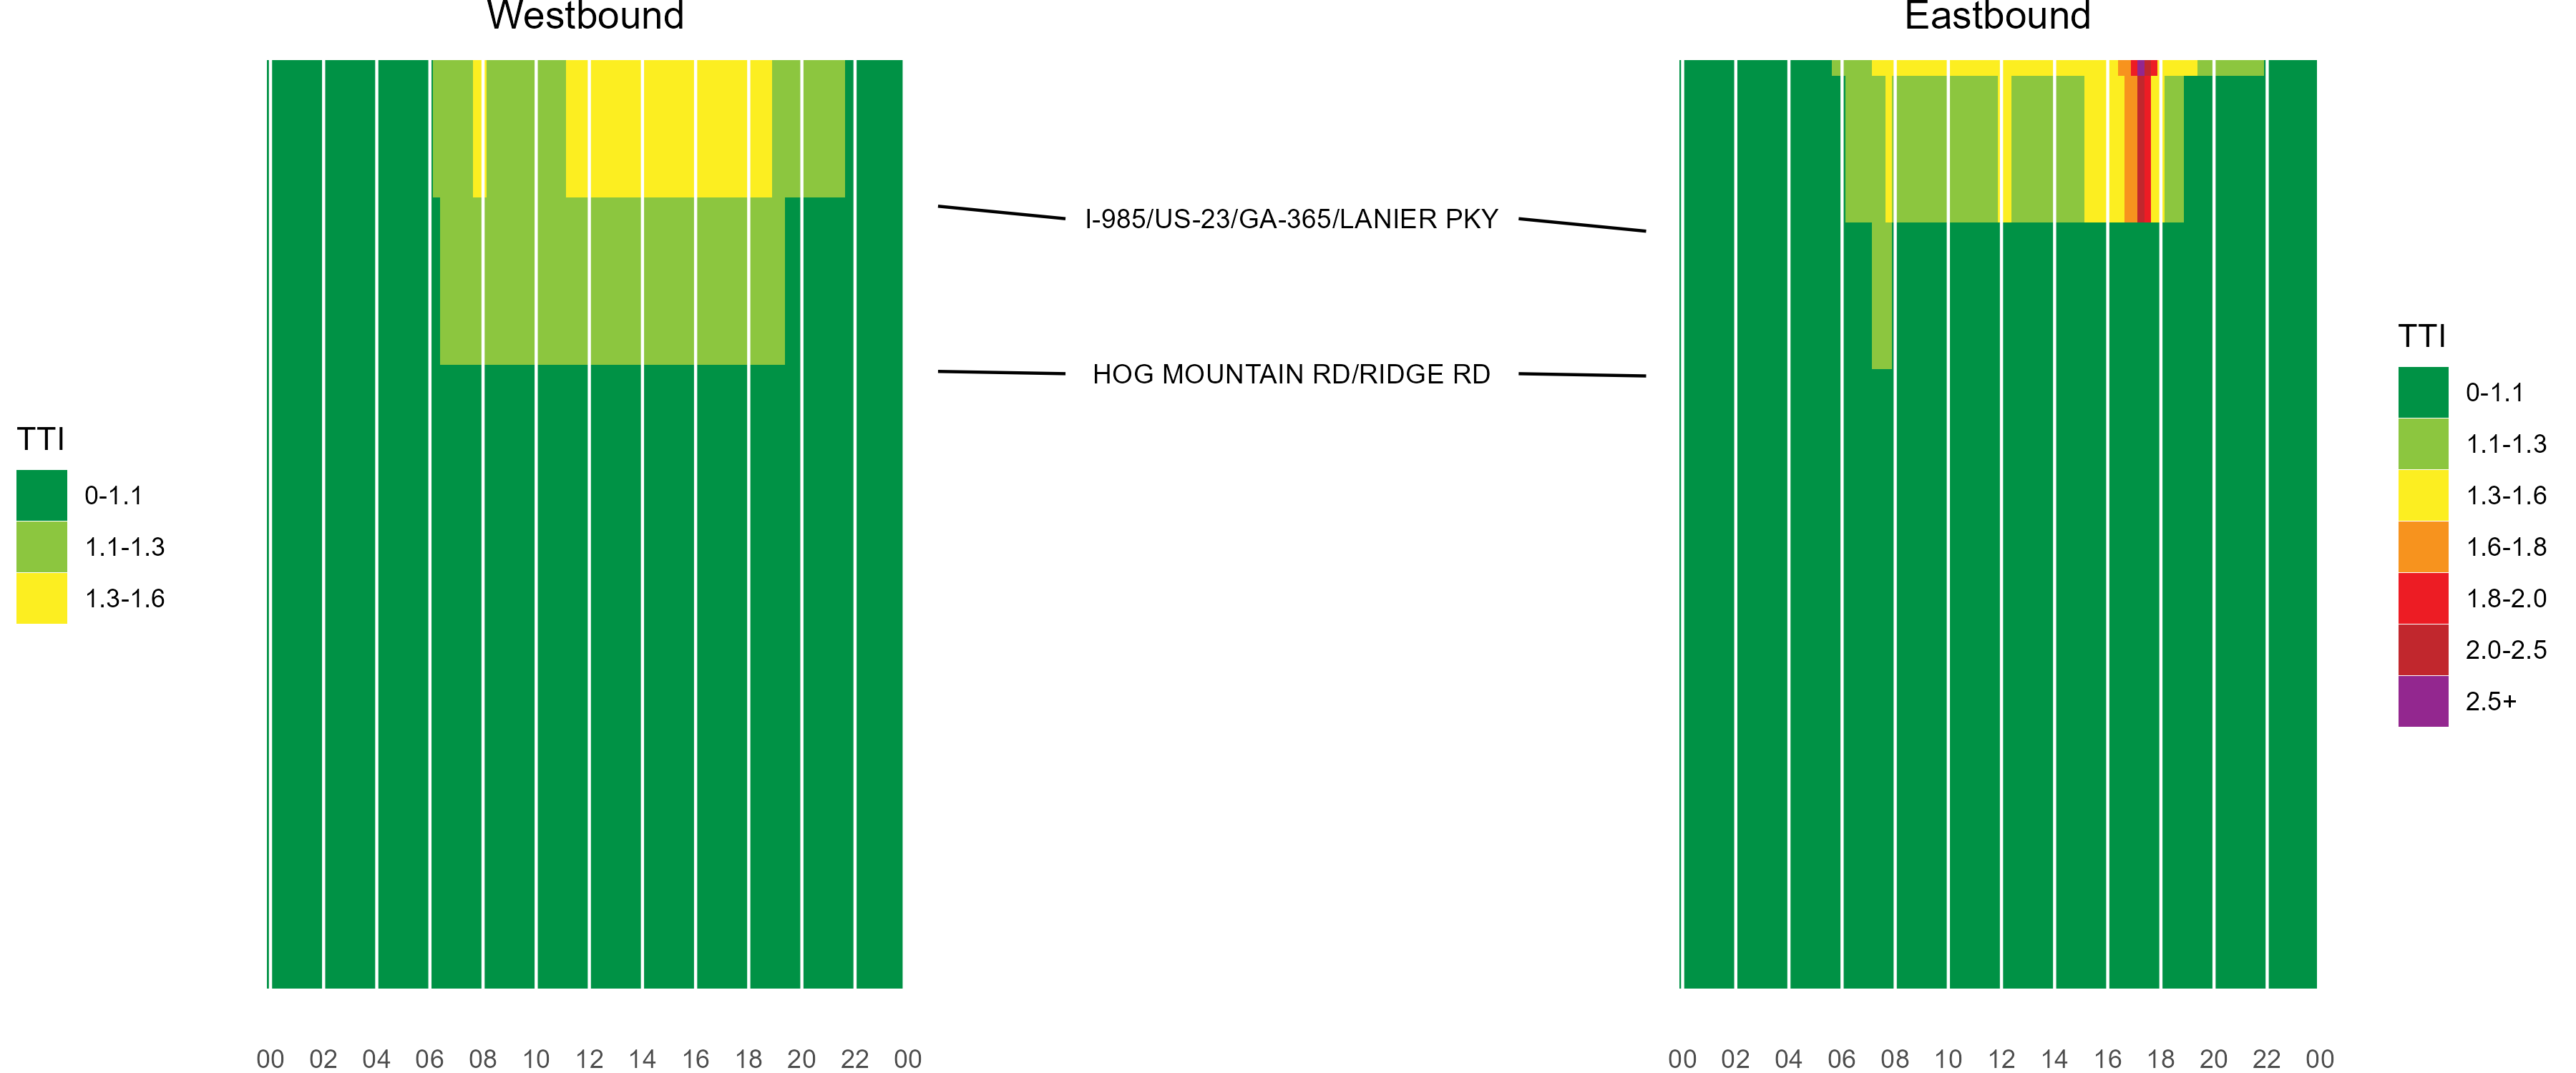 Westbound
Eastbound
I-985/US-23/GA-365/LANIER PKY
HOG MOUNTAIN RD/RIDGE RD
TTI
0-1.1
1.1-1.3
1.3-1.6
TTI
0-1.1
1.1-1.3
1.3-1.6
1.6-1.8
1.8-2.0
2.0-2.5
2.5+
00 02 04 06 08 10 12 14 16 18 20 22 00
00 02 04 06 08 10 12 14 16 18 20 22 00